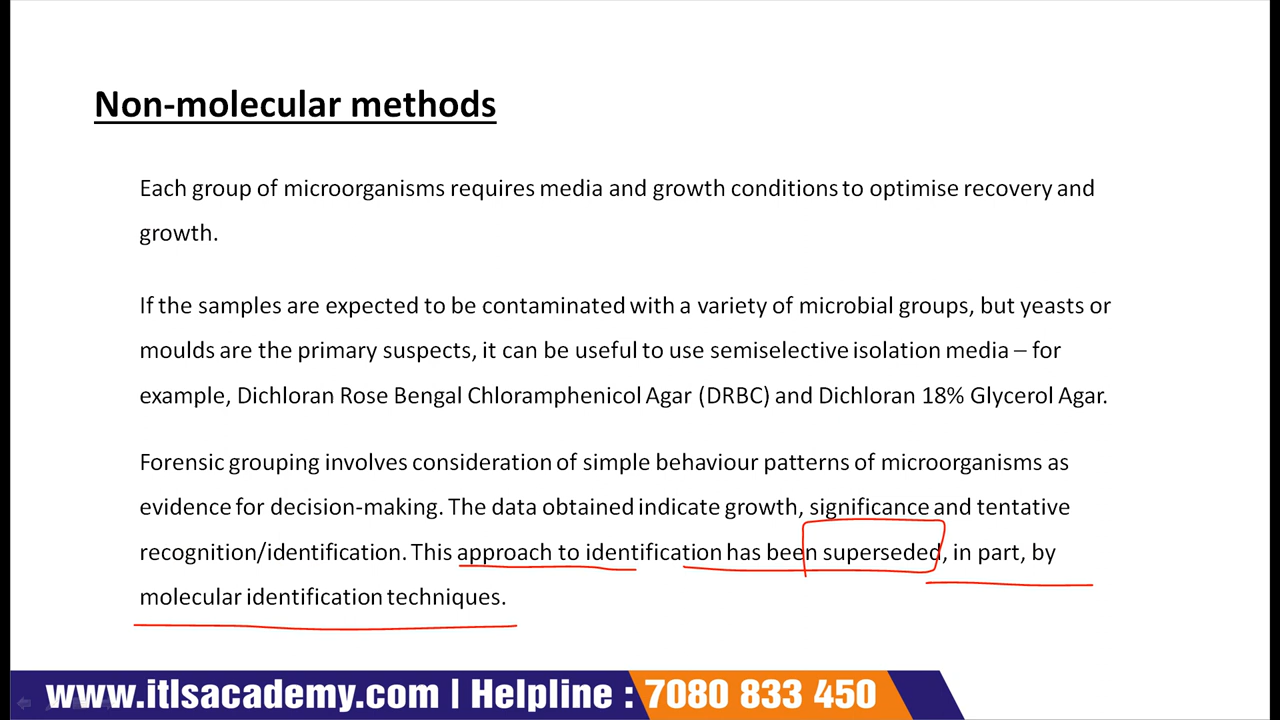 Non-molecular methods
Each group of microorganisms requires media and growth conditions to optimise recovery and
growth.
If the samples are expected to be contaminated with a variety of microbial groups, but yeasts or
moulds are the primary suspects, it can be useful to use semiselective isolation media – for
example, Dichloran Rose Bengal Chloramphenicol Agar (DRBC) and Dichloran 18% Glycerol Agar.
Forensic grouping involves consideration of simple behaviour patterns of microorganisms as
evidence for decision-making. The data obtained indicate growth, significance and tentative
recognition/identification. This approach to identification has been superseded, in part, by
molecular identification techniques.
www.itlsacademy.com | Helpline : 7080 833 450